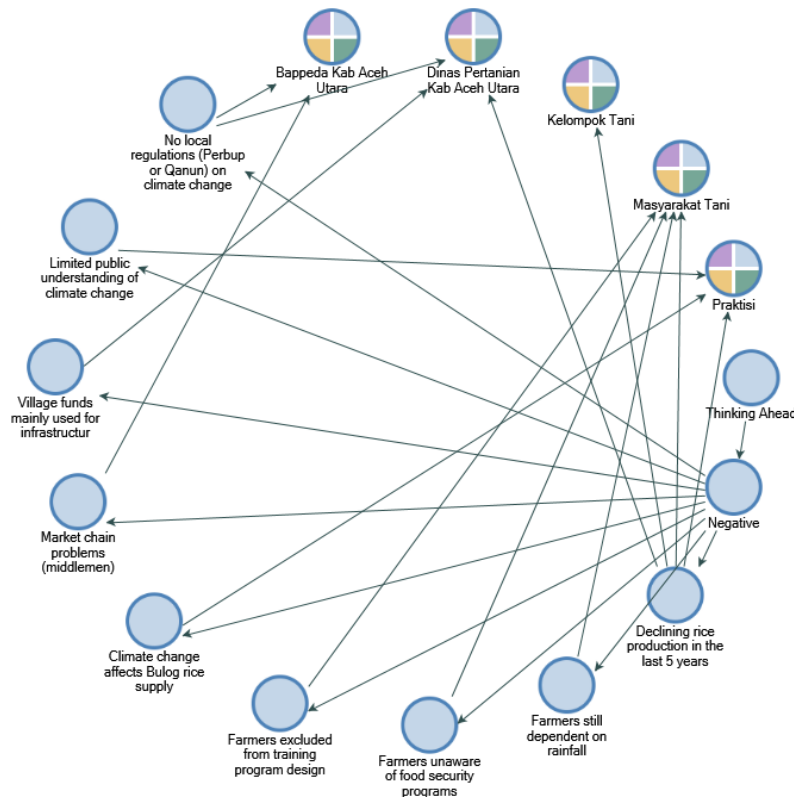 Bappeda Kab Aceh
Utara
Dinas Pertanian
Kab Aceh Utara
Kelompok Tani
No local
regulations (Perbup
or Qanun) on
climate change
Masyarakat Tani
Limited public
understanding of
climate change
Praktisi
Village funds
mainly used for
infrastructur
Thinking Ahead
Market chain
problems
(middlemen)
Negative
Climate change
affects Bulog rice
supply
Declining rice
production in the
last 5 years
Farmers excluded
from training
program design
Farmers unaware
of food security
programs
Farmers still
dependent on
rainfall